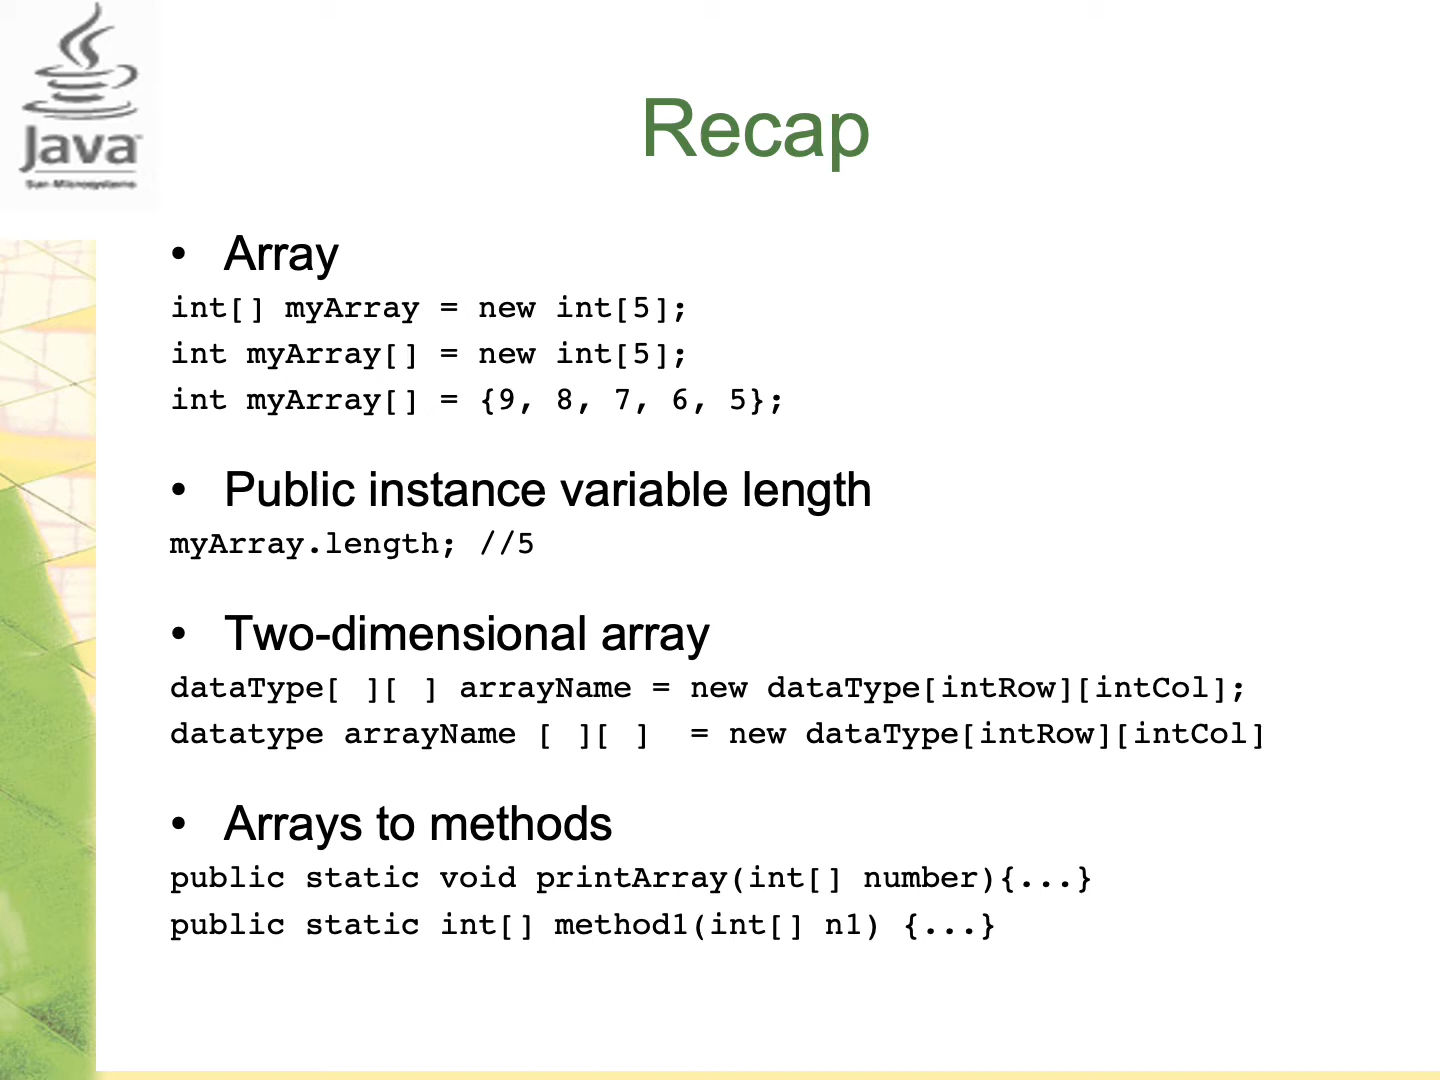 Java
Sun Microsystems
Recap
• Array
int[] myArray = new int[5];
int myArray[] = new int[5];
int myArray[] = {9, 8, 7, 6, 5};
• Public instance variable length
myArray.length; //5
• Two-dimensional array
dataType[ ][ ] arrayName = new dataType[intRow][intCol];
datatype arrayName [ ][ ]  = new dataType[intRow][intCol]
• Arrays to methods
public static void printArray(int[] number){...}
public static int[] method1(int[] n1) {...}